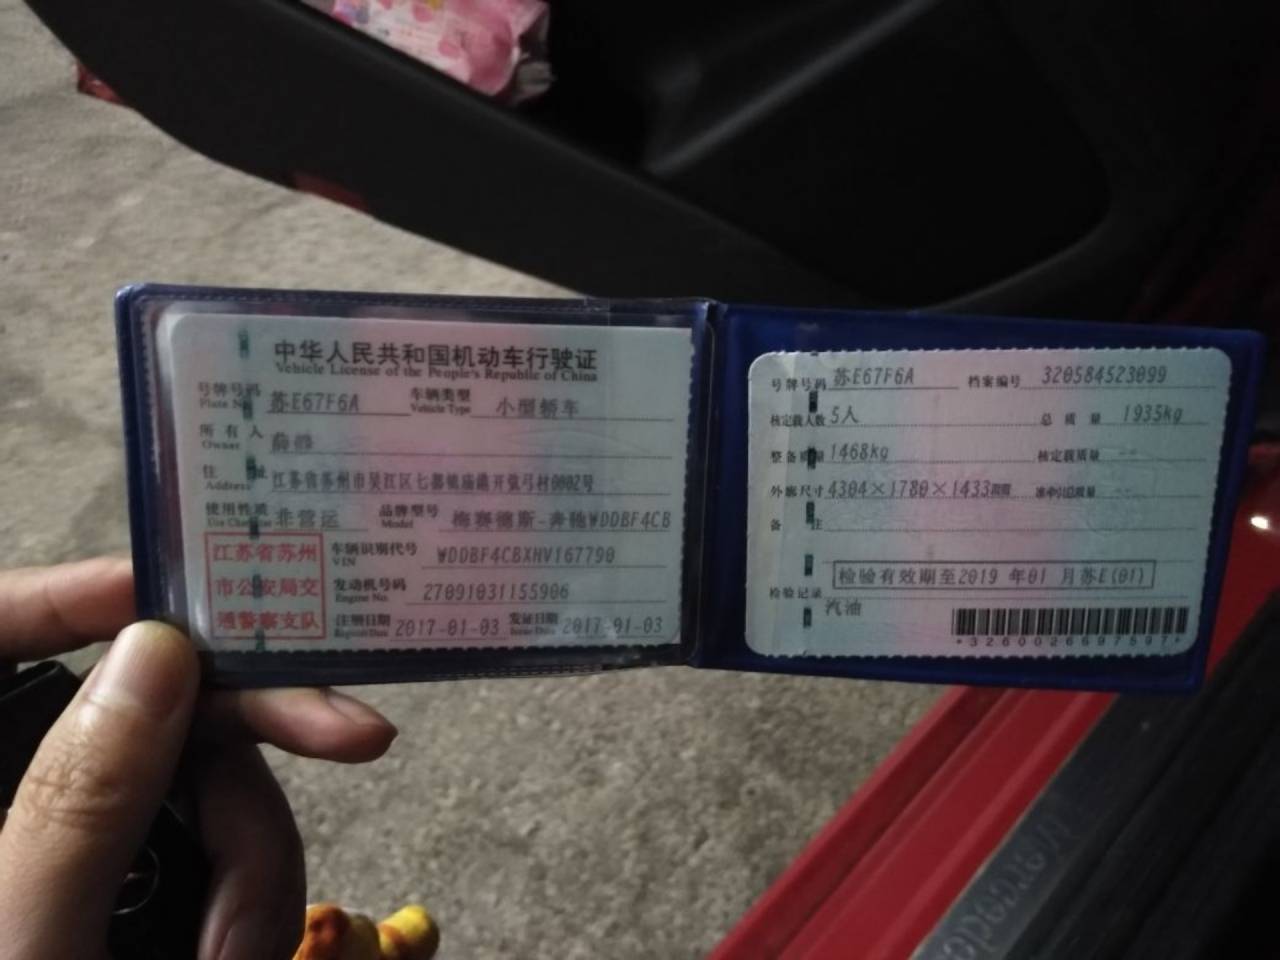 中华人民共和国机动车行驶证
Vehicle License of the People's Republic of China
号牌号码 苏E67F6A 车辆类型 小型轿车
Plate No. Vehicle Type
所有人
Owner
住址 江苏省苏州市吴江区七都镇庙港开弦弓村
Address
使用性质 非营运 品牌型号 梅赛德斯-奔驰WDDBF4CB
Use Character Model
江苏省苏州
市公安局交
通警察支队
车辆识别代号 WDDBF4CBXHV167790
VIN
发动机号码 27091031155906
Engine No.
注册日期 2017-01-03 发证日期 2017-01-03
Register Date Issue Date
号牌号码 苏E67F6A 档案编号 320584523099
核定载人数 5人 总质量 1935kg
整备质量 1468kg 核定载质量 --
外廓尺寸 4304×1780×1433mm 准牵引总质量 --
备注
检验有效期至2019年01月苏E(01)
检验记录
汽油
*3260026697597*